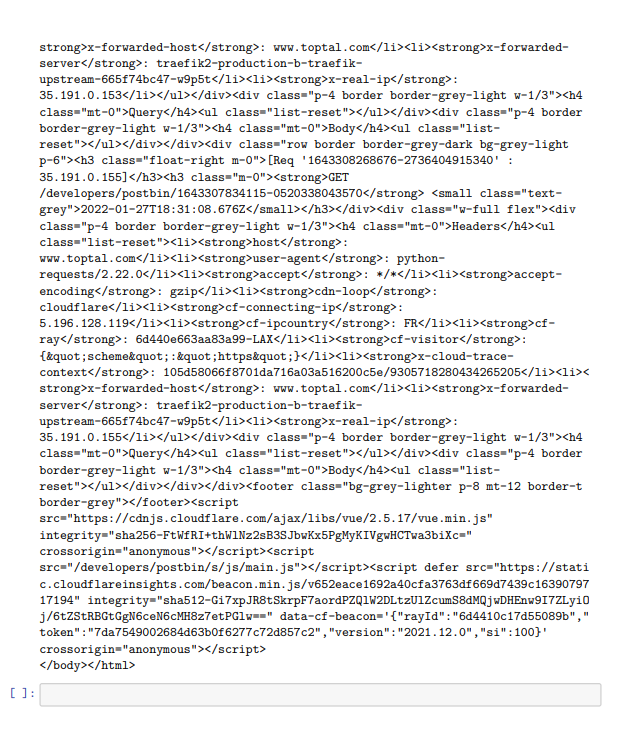 strong>x-forwarded-host</strong>: www.toptal.com</li><li><strong>x-forwarded-
server</strong>: traefik2-production-b-traefik-
upstream-665f74bc47-w9p5t</li><li><strong>x-real-ip</strong>:
35.191.0.153</li></ul></div><div class="p-4 border border-grey-light w-1/3"><h4
class="mt-0">Query</h4><ul class="list-reset"></ul></div><div class="p-4 border
border-grey-light w-1/3"><h4 class="mt-0">Body</h4><ul class="list-
reset"></ul></div></div><div class="row border border-grey-dark bg-grey-light
p-6"><h3 class="float-right m-0">[Req '1643308268676-2736404915340' :
35.191.0.155]</h3><h3 class="m-0"><strong>GET
/developers/postbin/1643307834115-0520338043570</strong> <small class="text-
grey">2022-01-27T18:31:08.676Z</small></h3></div><div class="w-full flex"><div
class="p-4 border border-grey-light w-1/3"><h4 class="mt-0">Headers</h4><ul
class="list-reset"><li><strong>host</strong>:
www.toptal.com</li><li><strong>user-agent</strong>: python-
requests/2.22.0</li><li><strong>accept</strong>: */*</li><li><strong>accept-
encoding</strong>: gzip</li><li><strong>cdn-loop</strong>:
cloudflare</li><li><strong>cf-connecting-ip</strong>:
5.196.128.119</li><li><strong>cf-ipcountry</strong>: FR</li><li><strong>cf-
ray</strong>: 6d440e663aa83a99-LAX</li><li><strong>cf-visitor</strong>:
{&quot;scheme&quot;:&quot;https&quot;}</li><li><strong>x-cloud-trace-
context</strong>: 105d58066f8701da716a03a516200c5e/9305718280434265205</li><li><
strong>x-forwarded-host</strong>: www.toptal.com</li><li><strong>x-forwarded-
server</strong>: traefik2-production-b-traefik-
upstream-665f74bc47-w9p5t</li><li><strong>x-real-ip</strong>:
35.191.0.155</li></ul></div><div class="p-4 border border-grey-light w-1/3"><h4
class="mt-0">Query</h4><ul class="list-reset"></ul></div><div class="p-4 border
border-grey-light w-1/3"><h4 class="mt-0">Body</h4><ul class="list-
reset"></ul></div></div></div><footer class="bg-grey-lighter p-8 mt-12 border-t
border-grey"></footer><script
src="https://cdnjs.cloudflare.com/ajax/libs/vue/2.5.17/vue.min.js"
integrity="sha256-FtWfRI+thWlNz2sB3SJbwKx5PgMyKIVgwHCTwa3biXc="
crossorigin="anonymous"></script><script
src="/developers/postbin/s/js/main.js"></script><script defer src="https://stati
c.cloudflareinsights.com/beacon.min.js/v652eace1692a40cfa3763df669d7439c16390797
17194" integrity="sha512-Gi7xpJR8tSkrpF7aordPZQlW2DLtzUlZcumS8dMQjwDHEnw9I7ZLyiO
j/6tZStRBGtGgN6ceN6cMH8z7etPGlw==" data-cf-beacon='{"rayId":"6d4410c17d55089b","
token":"7da7549002684d63b0f6277c72d857c2","version":"2021.12.0","si":100}'
crossorigin="anonymous"></script>
</body></html>
[ ]: